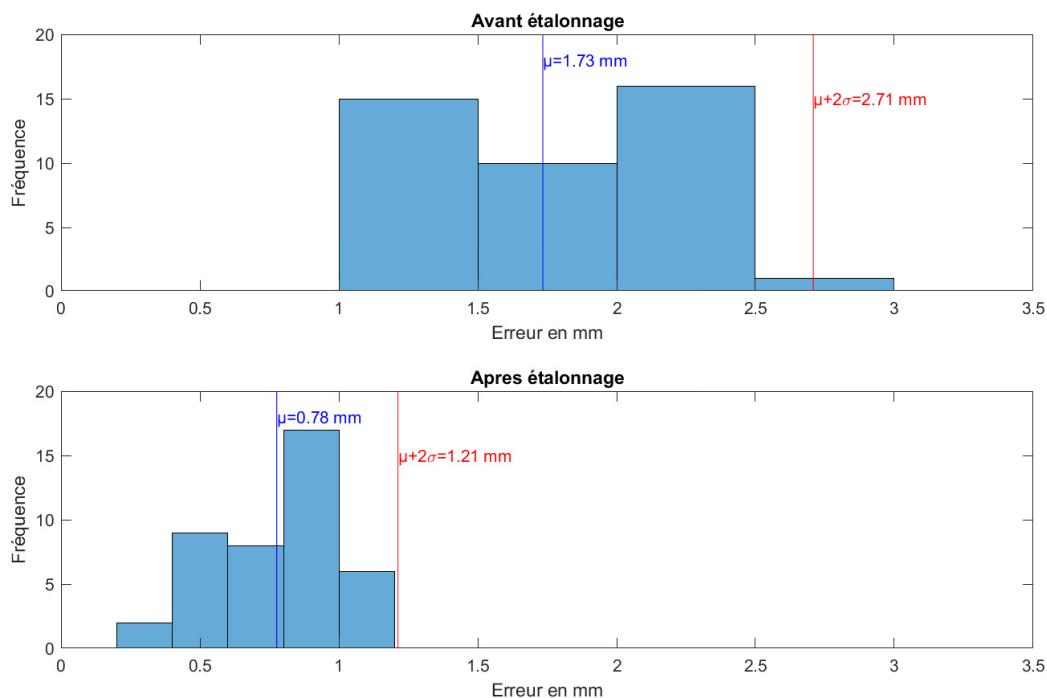 Avant étalonnage
20
15
10
5
0
Fréquence
µ=1.73 mm
µ+2σ=2.71 mm
0 0.5 1 1.5 2 2.5 3 3.5
Erreur en mm
Apres étalonnage
20
15
10
5
0
Fréquence
µ=0.78 mm
µ+2σ=1.21 mm
0 0.5 1 1.5 2 2.5 3 3.5
Erreur en mm